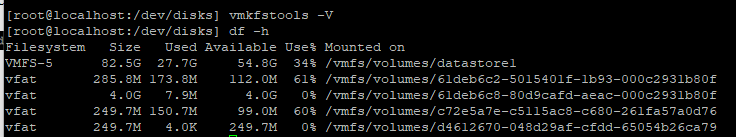 [root@localhost:/dev/disks] vmkfstools -V
[root@localhost:/dev/disks] df -h
Filesystem   Size   Used Available Use% Mounted on
VMFS-5      82.5G  27.7G     54.8G  34% /vmfs/volumes/datastore1
vfat       285.8M 173.8M    112.0M  61% /vmfs/volumes/61deb6c2-5015401f-1b93-000c2931b80f
vfat         4.0G   7.9M      4.0G   0% /vmfs/volumes/61deb6c8-80d9cafd-aeac-000c2931b80f
vfat       249.7M 150.7M     99.0M  60% /vmfs/volumes/c72e5a7e-c5115ac8-c680-261fa57a0d76
vfat       249.7M   4.0K    249.7M   0% /vmfs/volumes/d4612670-048d29af-cfdd-65054b26ca79